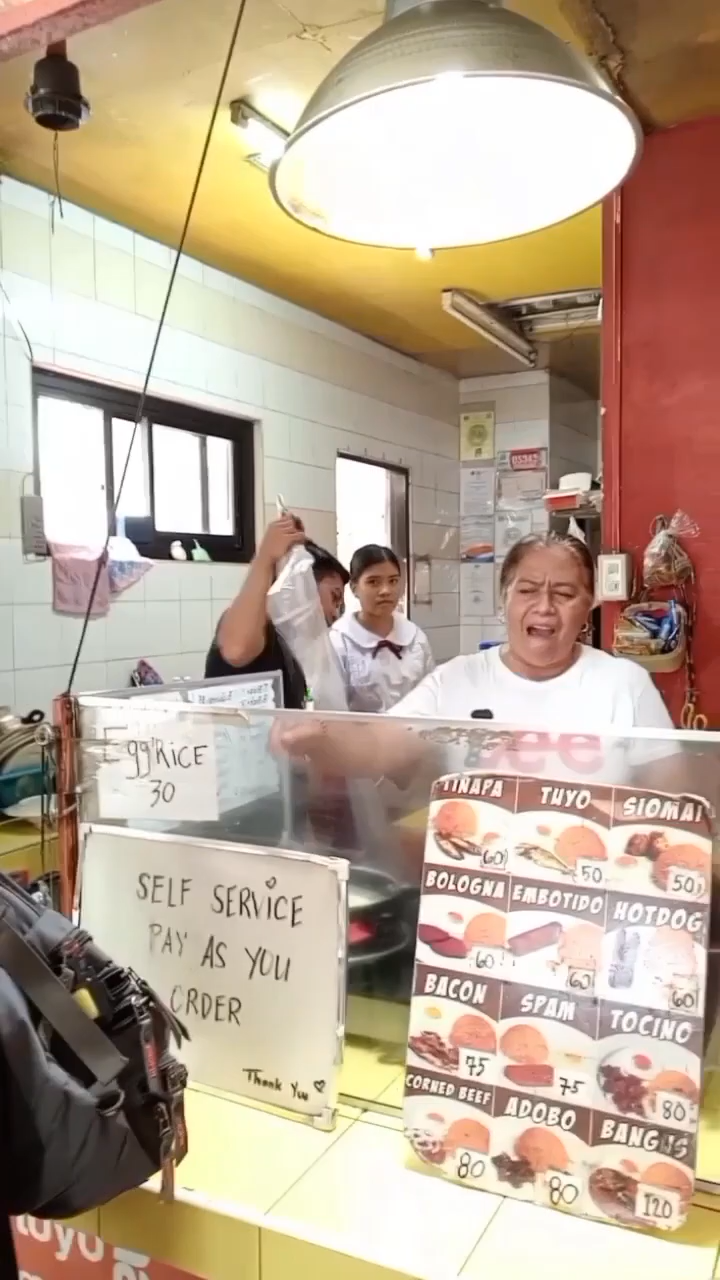 Egg Rice
30
SELF SERVICE
PAY AS YOU
ORDER
Thank You
TINAPA TUYO SIOMAI
60 50 50
BOLOGNA EMBOTIDO HOTDOG
60 60 60
BACON SPAM TOCINO
75 75 80
CORNED BEEF ADOBO BANGUS
80 80 120